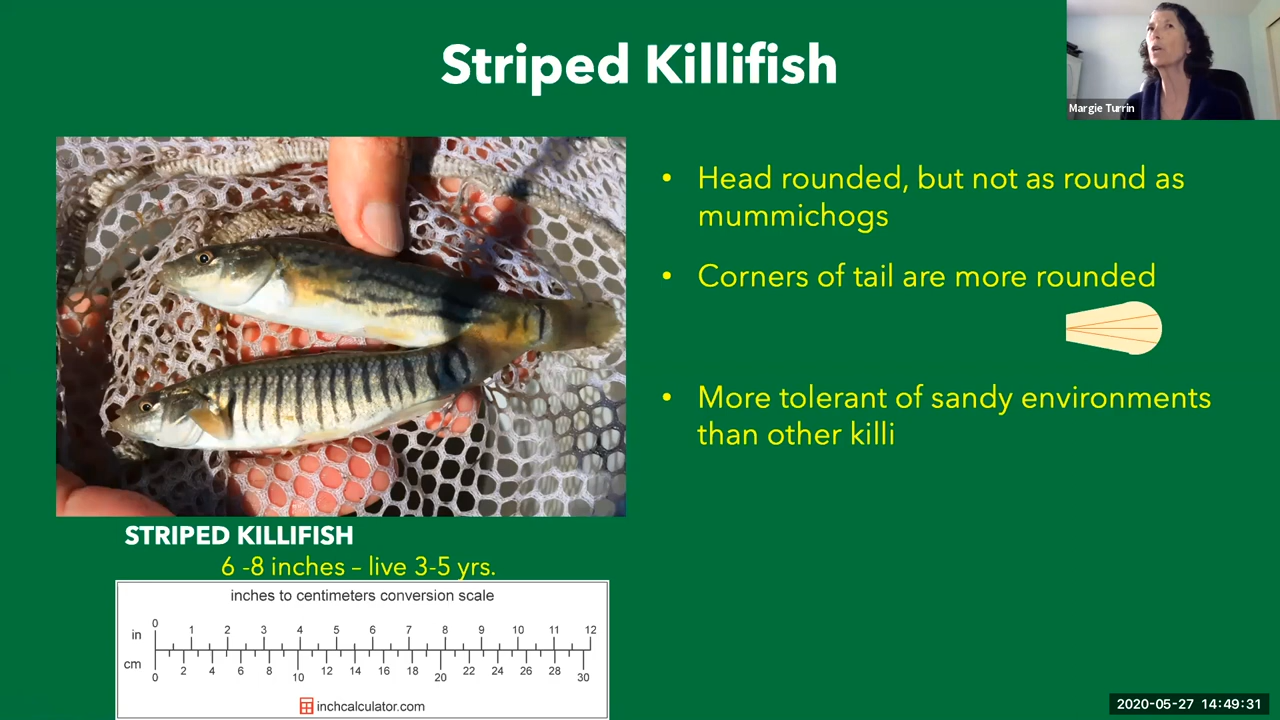 Striped Killifish
Margie Turrin
• Head rounded, but not as round as
mummichogs
• Corners of tail are more rounded
• More tolerant of sandy environments
than other killi
STRIPED KILLIFISH
6 -8 inches – live 3-5 yrs.
inches to centimeters conversion scale
in 0 1 2 3 4 5 6 7 8 9 10 11 12
cm 0 2 4 6 8 10 12 14 16 18 20 22 24 26 28 30
inchcalculator.com
2020-05-27 14:49:31